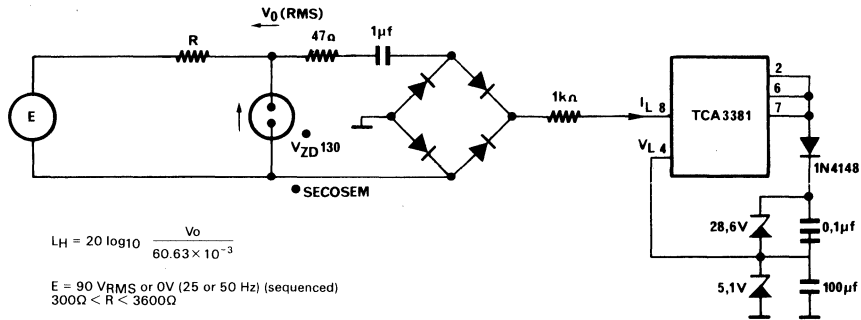 V0 (RMS)
R
47Ω
1µf
E
VZD 130
● SECOSEM
1kΩ
IL 8
VL 4
TCA3381
2
6
7
1N4148
28,6V
0,1µf
5,1V
100µf
LH = 20 log10 Vo
60.63 × 10⁻³
E = 90 VRMS or 0V (25 or 50 Hz) (sequenced)
300Ω < R < 3600Ω